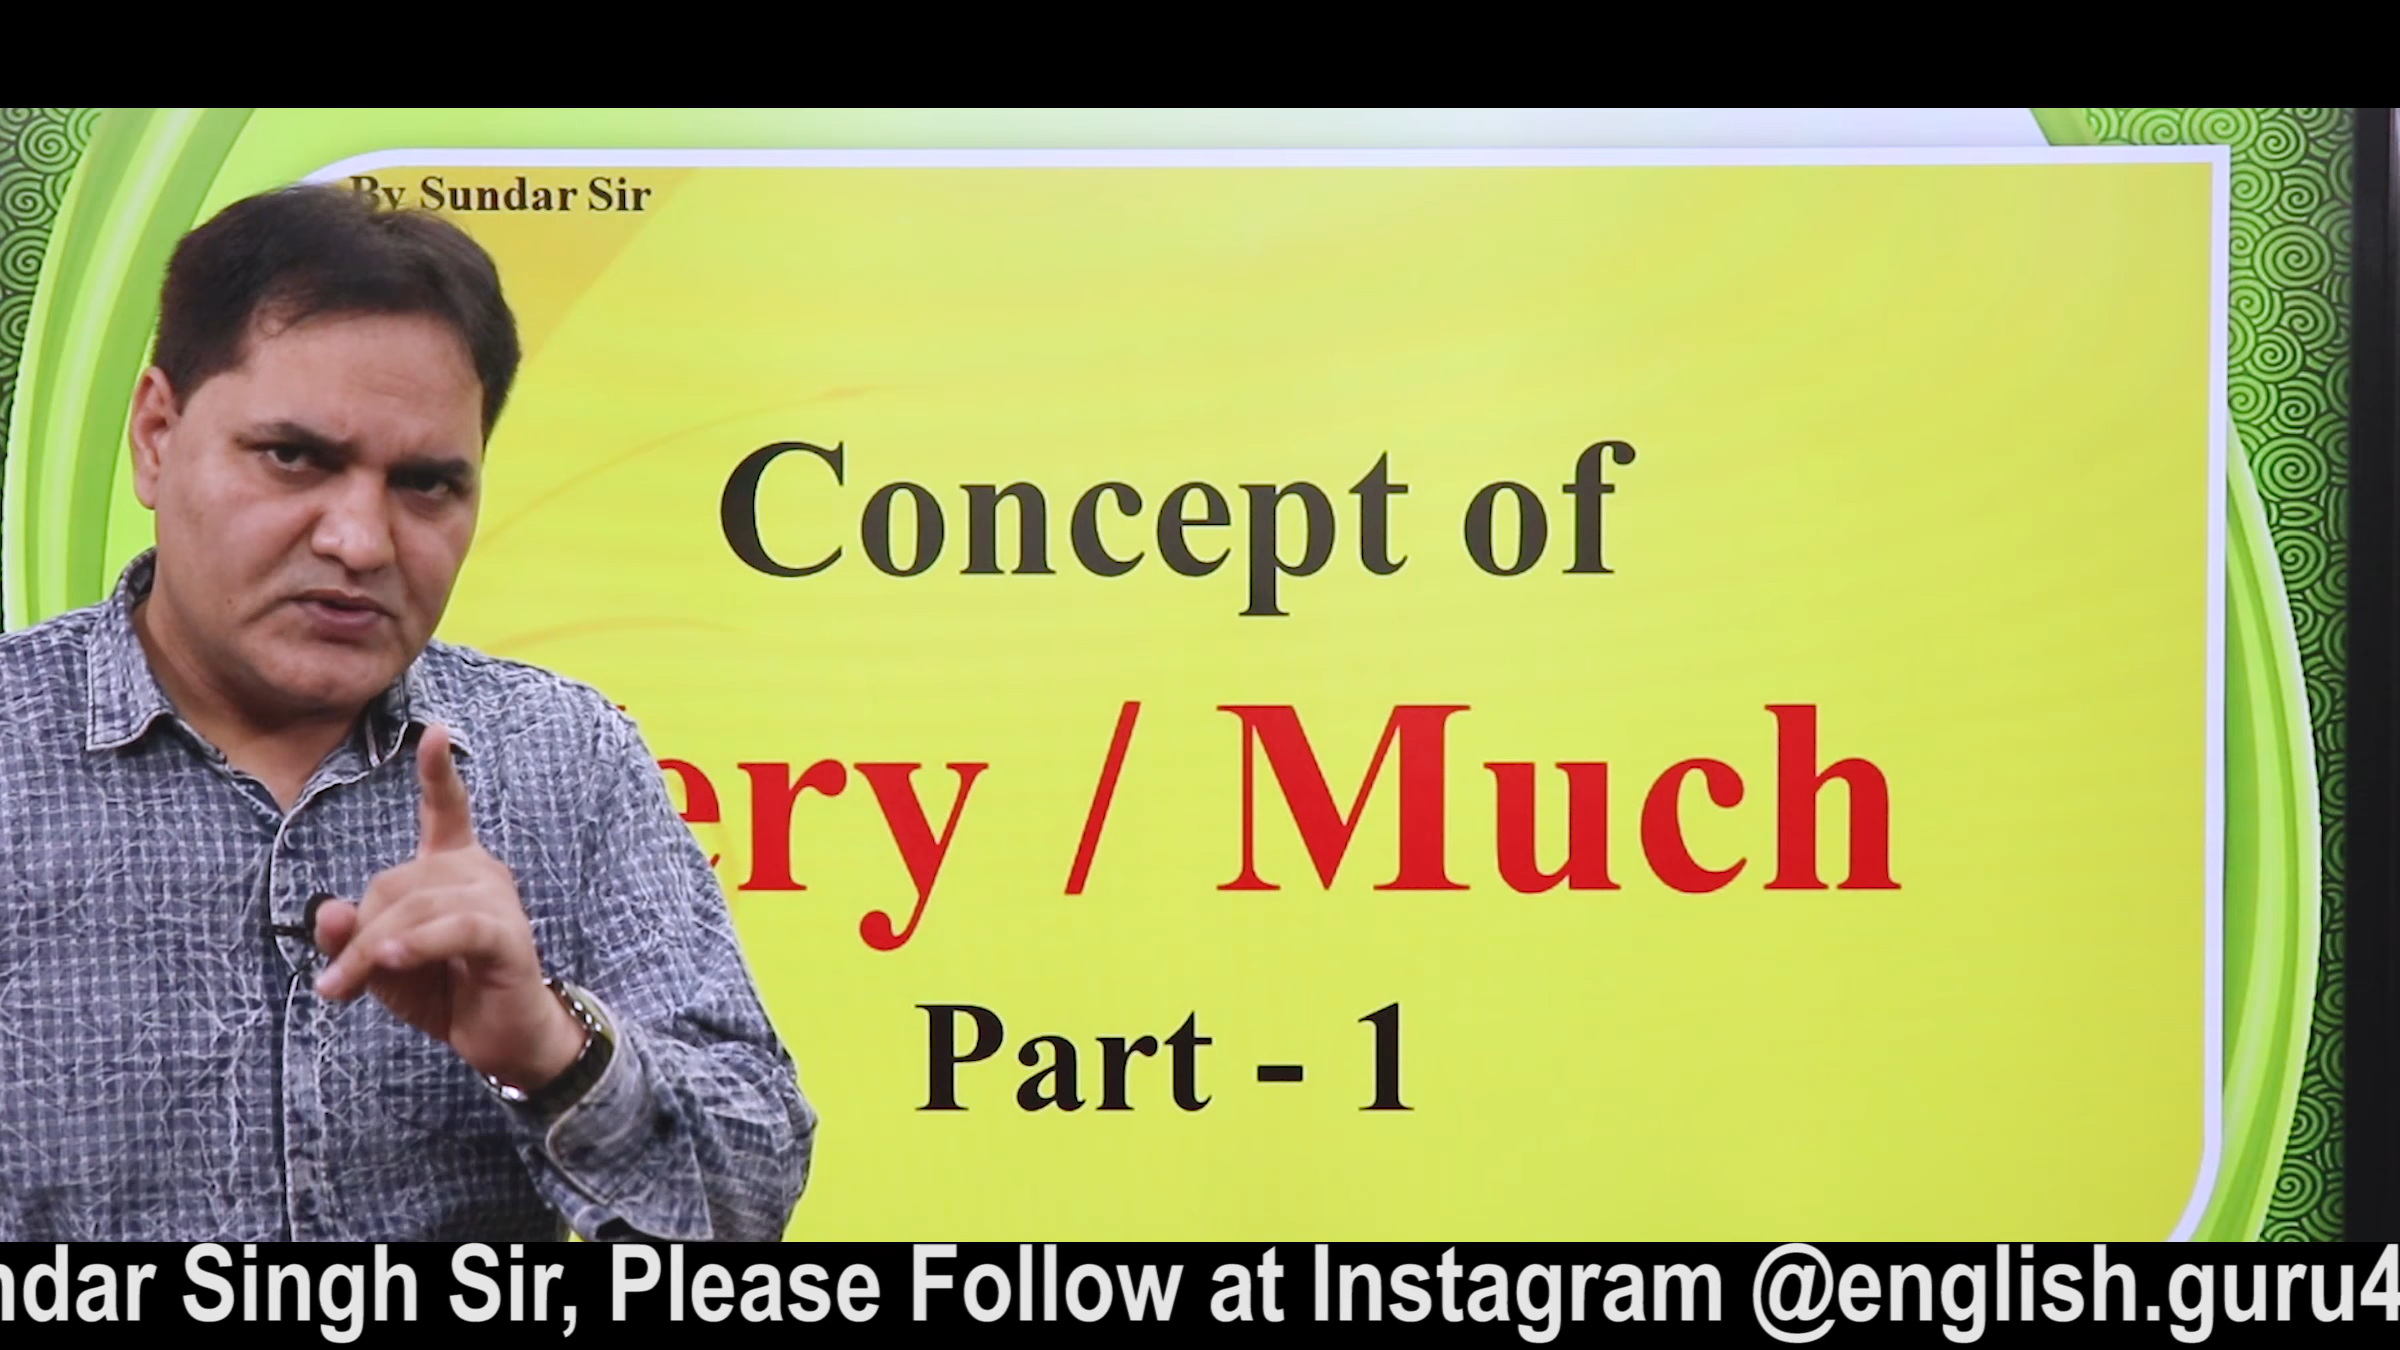 By Sundar Sir
Concept of
ery / Much
Part - 1
ndar Singh Sir, Please Follow at Instagram @english.guru4